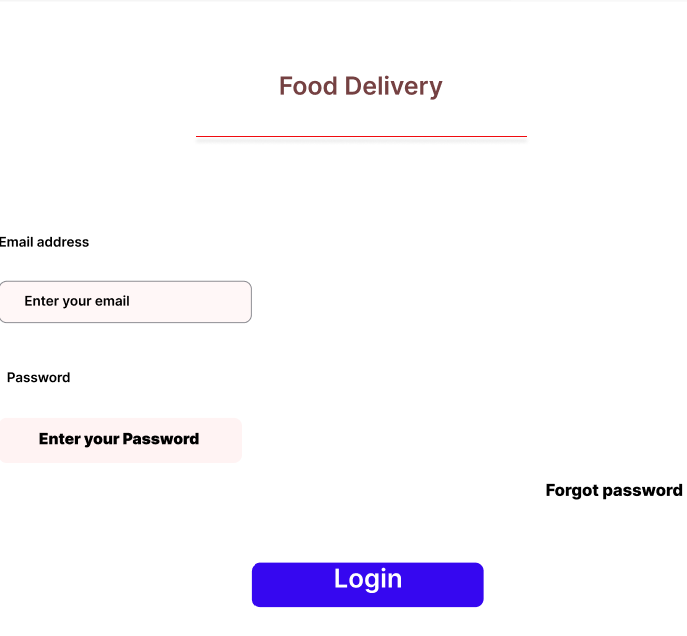 Food Delivery
Email address
Enter your email
Password
Enter your Password
Forgot password
Login